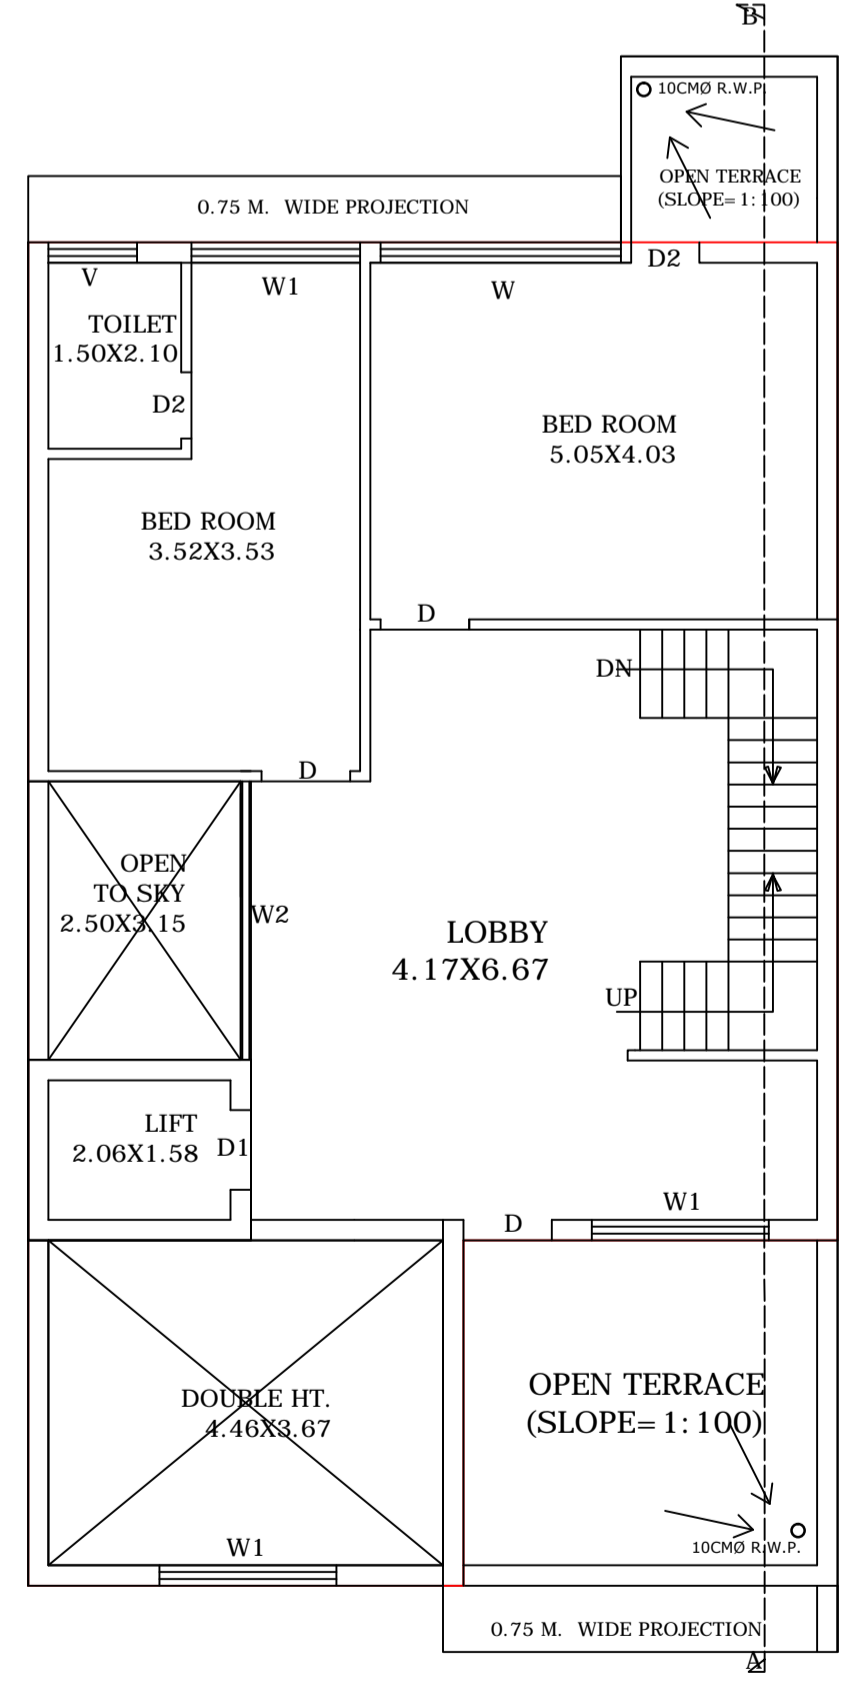 B
10CMØ R.W.P.
OPEN TERRACE
(SLOPE=1:100)
0.75 M. WIDE PROJECTION
D2
V
W1
W
TOILET
1.50X2.10
D2
BED ROOM
5.05X4.03
BED ROOM
3.52X3.53
D
DN
D
OPEN
TO SKY
2.50X3.15
W2
LOBBY
4.17X6.67
UP
LIFT
2.06X1.58
D1
W1
D
OPEN TERRACE
(SLOPE=1:100)
DOUBLE HT.
4.46X3.67
W1
10CMØ R.W.P.
0.75 M. WIDE PROJECTION
A